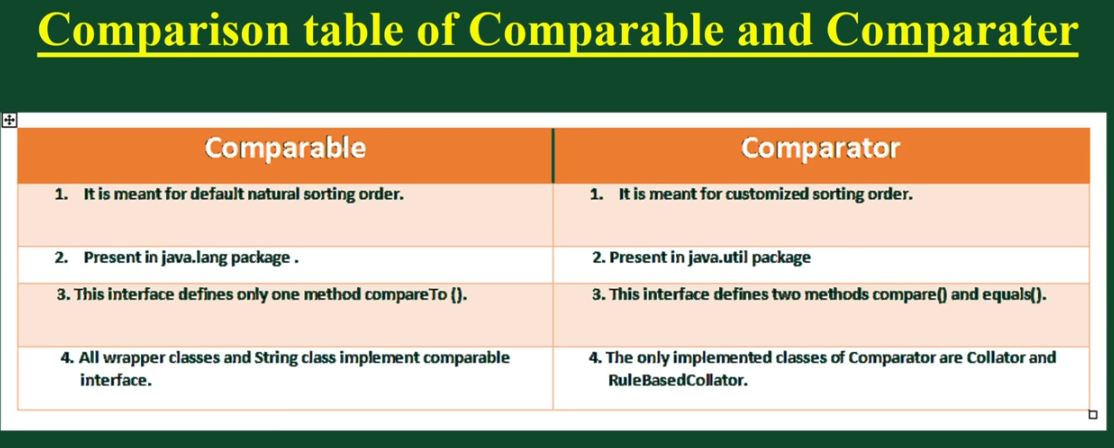 Comparison table of Comparable and Comparater
Comparable
Comparator
1. It is meant for default natural sorting order.
1. It is meant for customized sorting order.
2. Present in java.lang package .
2. Present in java.util package
3. This interface defines only one method compareTo ().
3. This interface defines two methods compare() and equals().
4. All wrapper classes and String class implement comparable
interface.
4. The only implemented classes of Comparator are Collator and
RuleBasedCollator.